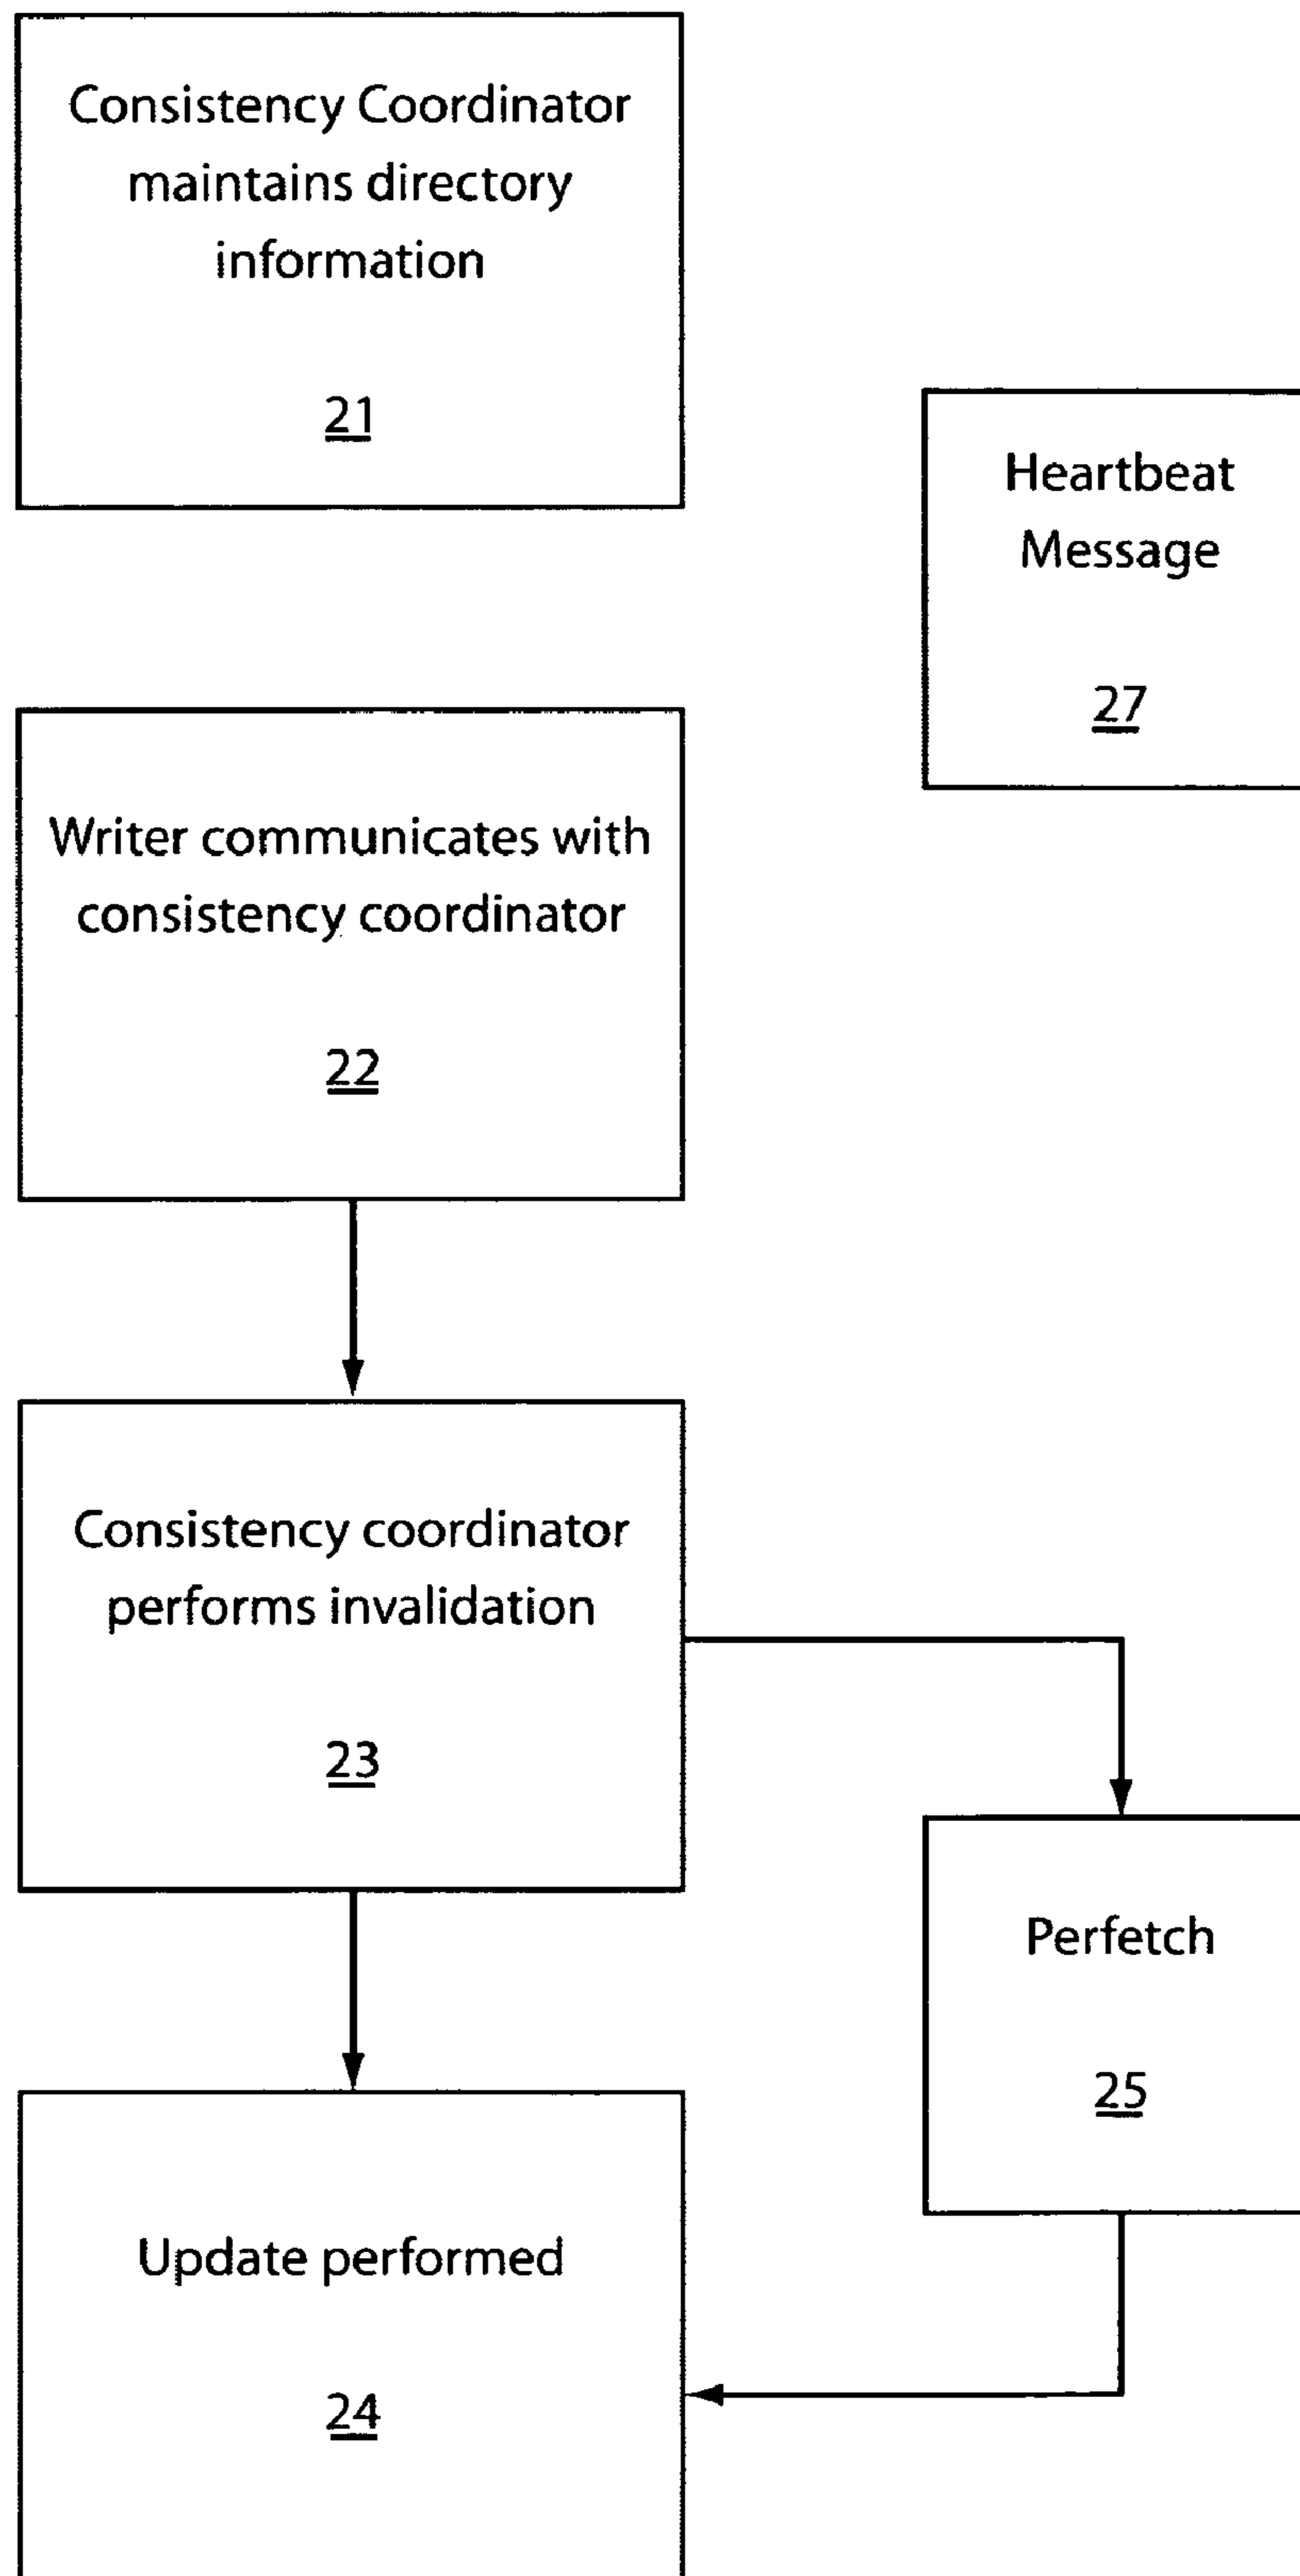 Consistency Coordinator
maintains directory
information
21
Heartbeat
Message
27
Writer communicates with
consistency coordinator
22
Consistency coordinator
performs invalidation
23
Perfetch
25
Update performed
24